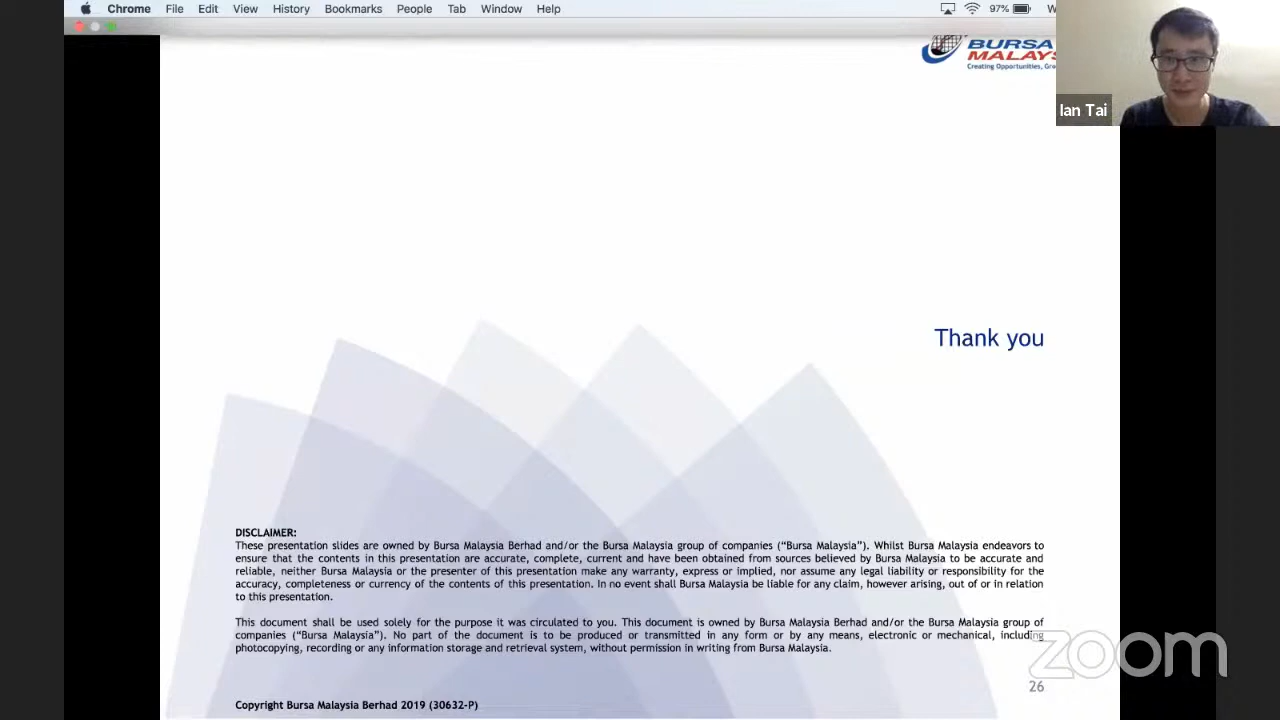 Chrome File Edit View History Bookmarks People Tab Window Help 97%
BURSA
MALAYS
Creating Opportunities, Gro
Ian Tai
Thank you
DISCLAIMER:
These presentation slides are owned by Bursa Malaysia Berhad and/or the Bursa Malaysia group of companies (“Bursa Malaysia”). Whilst Bursa Malaysia endeavors to
ensure that the contents in this presentation are accurate, complete, current and have been obtained from sources believed by Bursa Malaysia to be accurate and
reliable, neither Bursa Malaysia or the presenter of this presentation make any warranty, express or implied, nor assume any legal liability or responsibility for the
accuracy, completeness or currency of the contents of this presentation. In no event shall Bursa Malaysia be liable for any claim, however arising, out of or in relation
to this presentation.
This document shall be used solely for the purpose it was circulated to you. This document is owned by Bursa Malaysia Berhad and/or the Bursa Malaysia group of
companies (“Bursa Malaysia”). No part of the document is to be produced or transmitted in any form or by any means, electronic or mechanical, including
photocopying, recording or any information storage and retrieval system, without permission in writing from Bursa Malaysia.
zoom
26
Copyright Bursa Malaysia Berhad 2019 (30632-P)